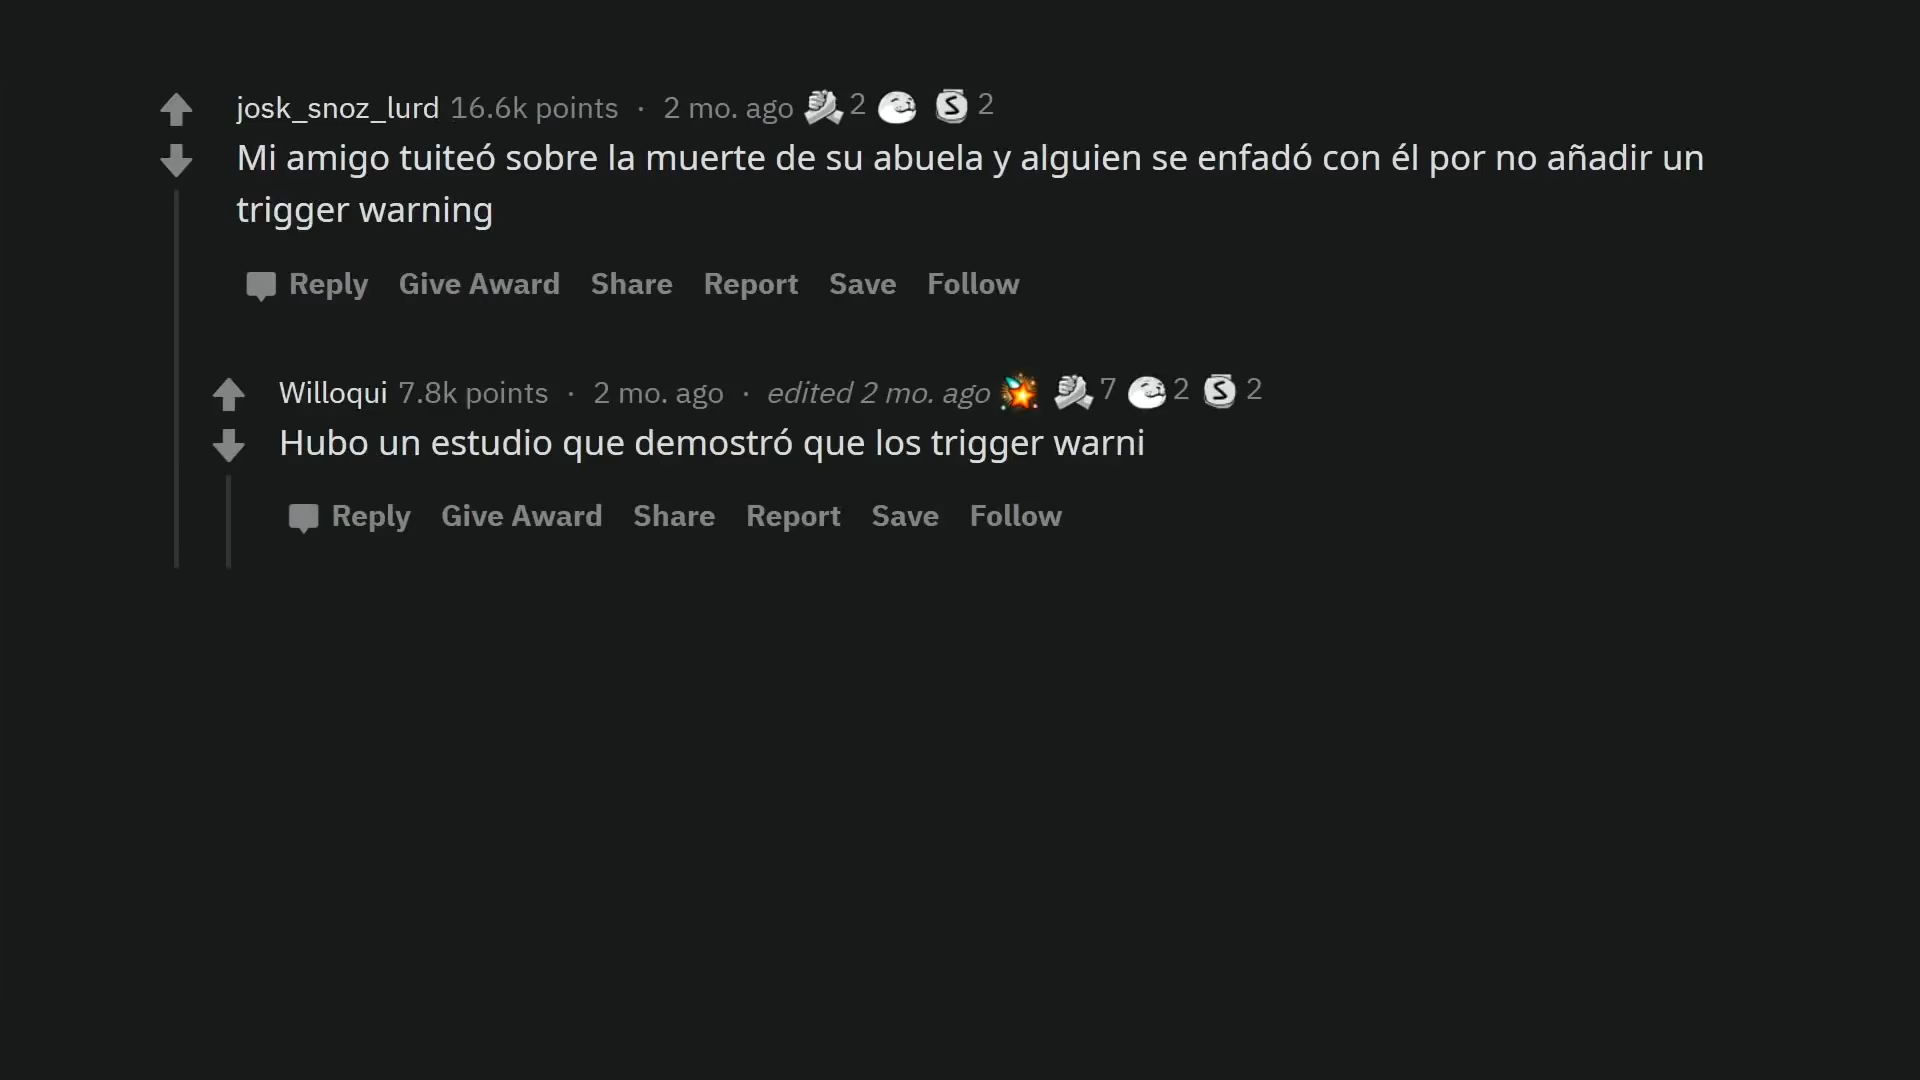 josk_snoz_lurd 16.6k points · 2 mo. ago 2 S 2
Mi amigo tuiteó sobre la muerte de su abuela y alguien se enfadó con él por no añadir un
trigger warning
Reply Give Award Share Report Save Follow
Willoqui 7.8k points · 2 mo. ago · edited 2 mo. ago 7 2 S 2
Hubo un estudio que demostró que los trigger warni
Reply Give Award Share Report Save Follow